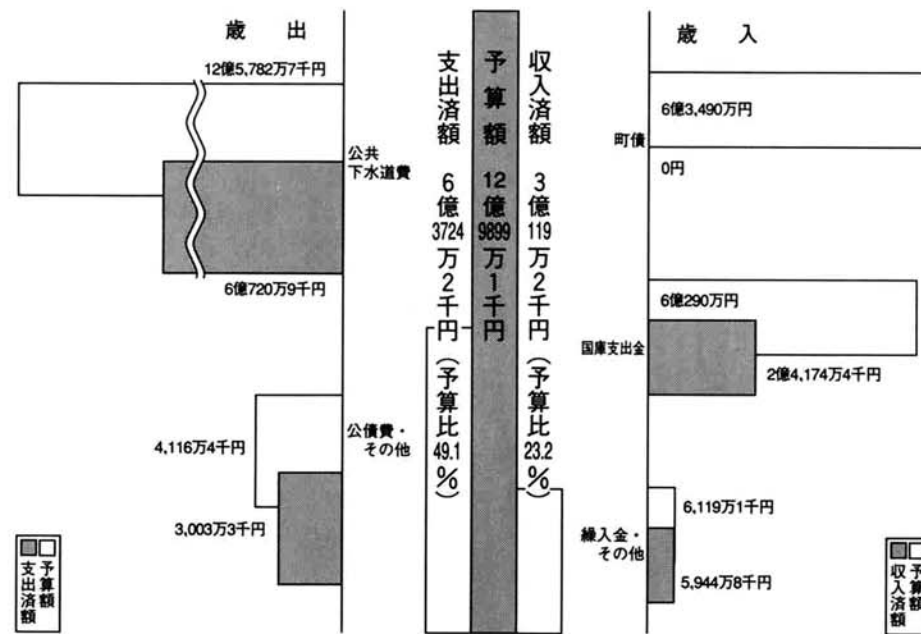 歳出
12億5,782万7千円
公共
下水道費
6億720万9千円
4,116万4千円
公債費・
その他
3,003万3千円
予算額
支出済額
支出済額 6億3724万2千円(予算比49.1%)
予算額 12億9899万1千円
収入済額 3億119万2千円(予算比23.2%)
歳入
6億3,490万円
町債
0円
6億290万円
国庫支出金
2億4,174万4千円
6,119万1千円
繰入金・
その他
5,944万8千円
予算額
収入済額